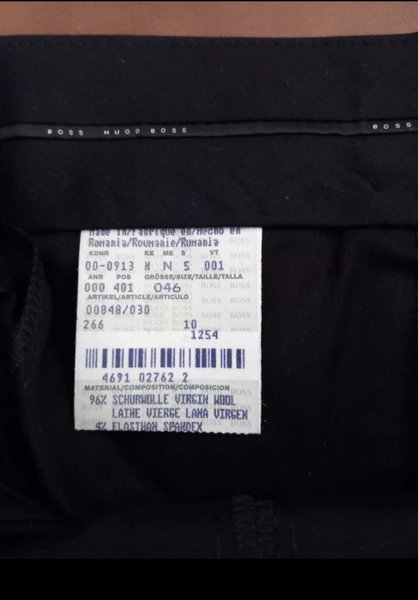 BOSS HUGO BOSS BOSS
Made in/Fabriqué en/Hecho en
Romania/Roumanie/Rumania
KONR KE ME S VT
00-0913 H N 5 001
ANR POS GRÖSSE/SIZE/TAILLE/TALLA
000 401 046
ARTIKEL/ARTICLE/ARTICULO
00848/030
266 10
1254
4691 02762 2
MATERIAL/COMPOSITION/COMPOSICION
96% SCHURWOLLE VIRGIN WOOL
LAINE VIERGE LANA VIRGEN
4% ELASTHAN SPANDEX